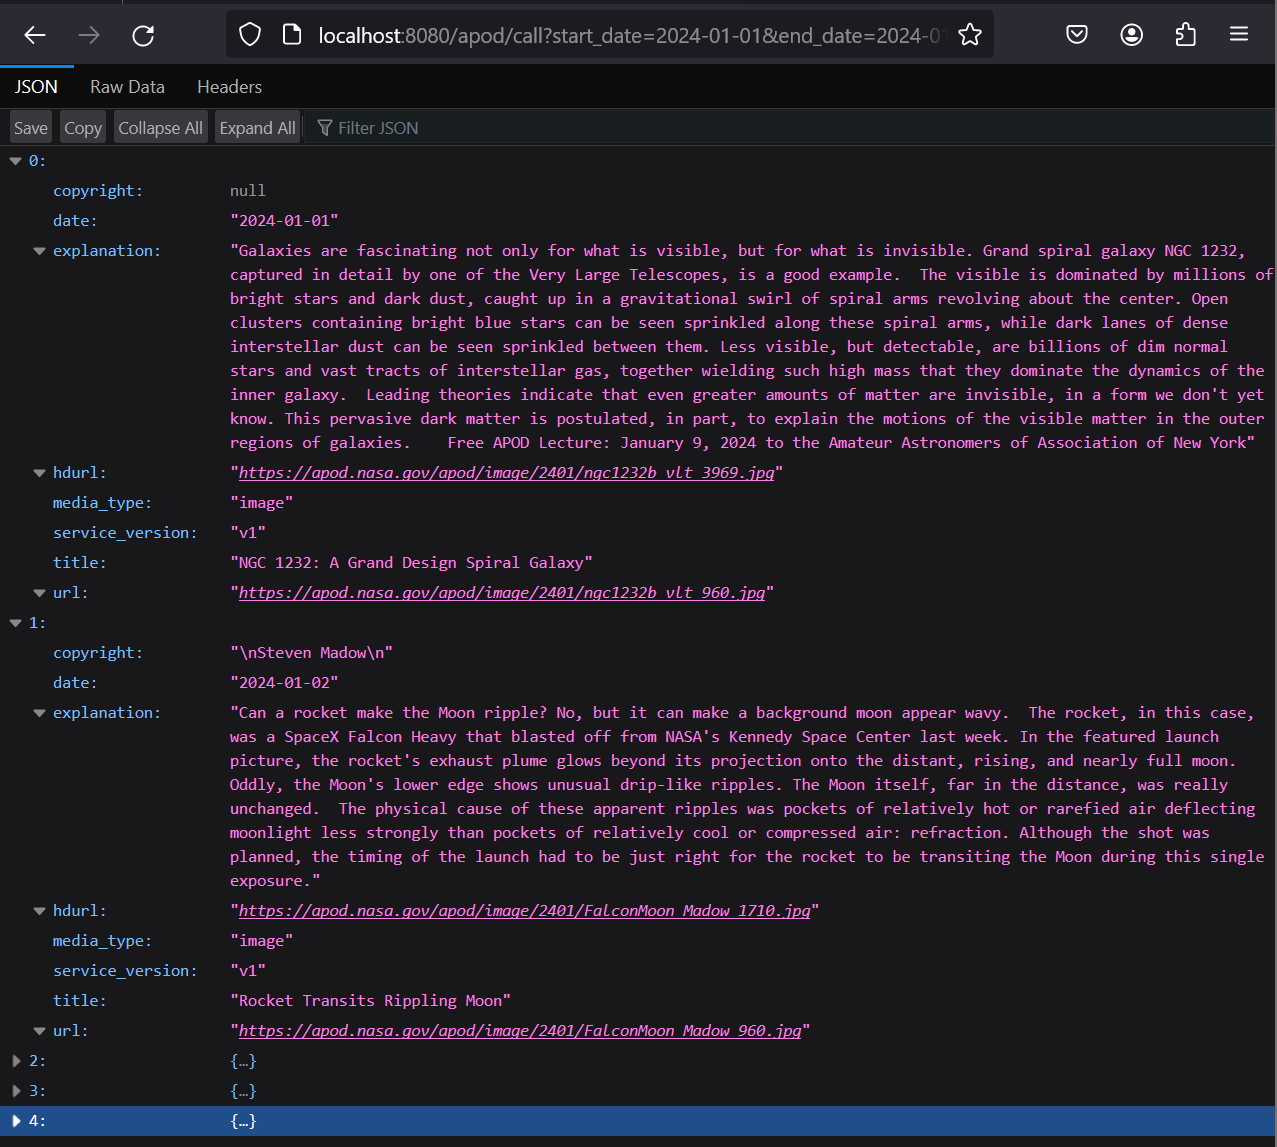 localhost:8080/apod/call?start_date=2024-01-01&end_date=2024-01
JSON Raw Data Headers
Save Copy Collapse All Expand All Filter JSON
0:
copyright: null
date: "2024-01-01"
explanation: "Galaxies are fascinating not only for what is visible, but for what is invisible. Grand spiral galaxy NGC 1232,
captured in detail by one of the Very Large Telescopes, is a good example.  The visible is dominated by millions of
bright stars and dark dust, caught up in a gravitational swirl of spiral arms revolving about the center. Open
clusters containing bright blue stars can be seen sprinkled along these spiral arms, while dark lanes of dense
interstellar dust can be seen sprinkled between them. Less visible, but detectable, are billions of dim normal
stars and vast tracts of interstellar gas, together wielding such high mass that they dominate the dynamics of the
inner galaxy.  Leading theories indicate that even greater amounts of matter are invisible, in a form we don't yet
know. This pervasive dark matter is postulated, in part, to explain the motions of the visible matter in the outer
regions of galaxies.    Free APOD Lecture: January 9, 2024 to the Amateur Astronomers of Association of New York"
hdurl: "https://apod.nasa.gov/apod/image/2401/ngc1232b_vlt_3969.jpg"
media_type: "image"
service_version: "v1"
title: "NGC 1232: A Grand Design Spiral Galaxy"
url: "https://apod.nasa.gov/apod/image/2401/ngc1232b_vlt_960.jpg"
1:
copyright: "\nSteven Madow\n"
date: "2024-01-02"
explanation: "Can a rocket make the Moon ripple? No, but it can make a background moon appear wavy.  The rocket, in this case,
was a SpaceX Falcon Heavy that blasted off from NASA's Kennedy Space Center last week. In the featured launch
picture, the rocket's exhaust plume glows beyond its projection onto the distant, rising, and nearly full moon.
Oddly, the Moon's lower edge shows unusual drip-like ripples. The Moon itself, far in the distance, was really
unchanged.  The physical cause of these apparent ripples was pockets of relatively hot or rarefied air deflecting
moonlight less strongly than pockets of relatively cool or compressed air: refraction. Although the shot was
planned, the timing of the launch had to be just right for the rocket to be transiting the Moon during this single
exposure."
hdurl: "https://apod.nasa.gov/apod/image/2401/FalconMoon_Madow_1710.jpg"
media_type: "image"
service_version: "v1"
title: "Rocket Transits Rippling Moon"
url: "https://apod.nasa.gov/apod/image/2401/FalconMoon_Madow_960.jpg"
2: {…}
3: {…}
4: {…}